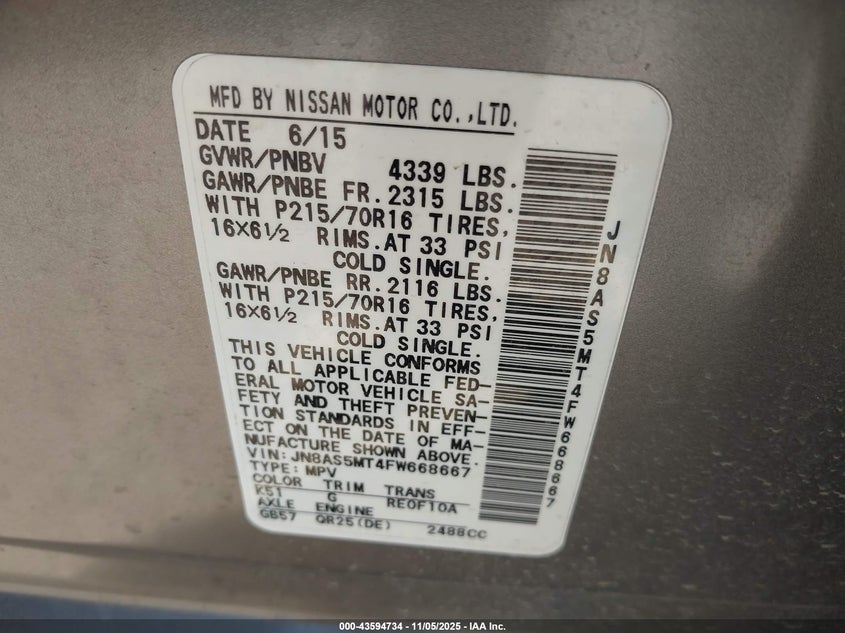 MFD BY NISSAN MOTOR CO.,LTD.
DATE 6/15
GVWR/PNBV 4339 LBS.
GAWR/PNBE FR. 2315 LBS.
WITH P215/70R16 TIRES,
16X6½ RIMS. AT 33 PSI
COLD SINGLE.
GAWR/PNBE RR. 2116 LBS.
WITH P215/70R16 TIRES,
16X6½ RIMS. AT 33 PSI
COLD SINGLE.
THIS VEHICLE CONFORMS
TO ALL APPLICABLE FED-
ERAL MOTOR VEHICLE SA-
FETY AND THEFT PREVEN-
TION STANDARDS IN EFF-
ECT ON THE DATE OF MA-
NUFACTURE SHOWN ABOVE.
VIN: JN8AS5MT4FW668667
TYPE: MPV
COLOR TRIM TRANS
K51 G RE0F10A
AXLE ENGINE
GB57 QR25(DE) 2488CC
JN8AS5MT4FW668667
000-43594734 - 11/05/2025 - IAA Inc.